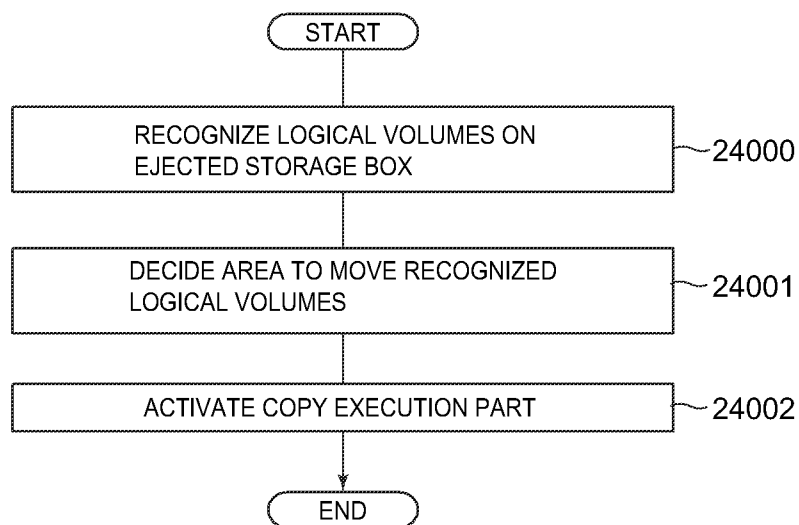 START
RECOGNIZE LOGICAL VOLUMES ON
EJECTED STORAGE BOX
24000
DECIDE AREA TO MOVE RECOGNIZED
LOGICAL VOLUMES
24001
ACTIVATE COPY EXECUTION PART
24002
END